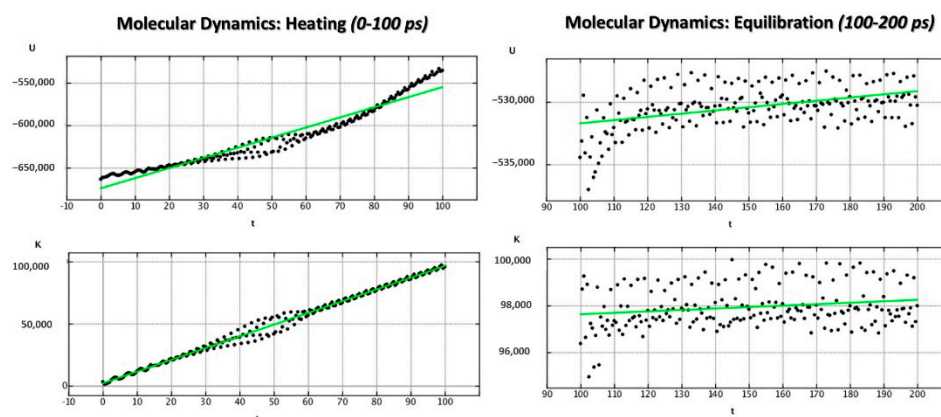 Molecular Dynamics: Heating (0-100 ps)
U
−550,000
−600,000
−650,000
-10 0 10 20 30 40 50 60 70 80 90 100 110
t
K
100,000
50,000
0
-10 0 10 20 30 40 50 60 70 80 90 100 110
Molecular Dynamics: Equilibration (100-200 ps)
U
−530,000
−535,000
90 100 110 120 130 140 150 160 170 180 190 200
t
K
100,000
98,000
96,000
90 100 110 120 130 140 150 160 170 180 190 200
t